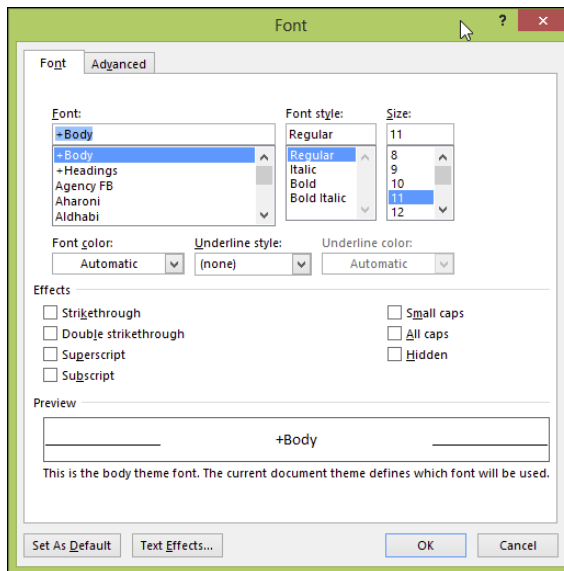 Font
?
Font Advanced
Font: Font style: Size:
+Body Regular 11
+Body Regular 8
+Headings Italic 9
Agency FB Bold 10
Aharoni Bold Italic 11
Aldhabi 12
Font color: Underline style: Underline color:
Automatic (none) Automatic
Effects
Strikethrough Small caps
Double strikethrough All caps
Superscript Hidden
Subscript
Preview
+Body
This is the body theme font. The current document theme defines which font will be used.
Set As Default Text Effects... OK Cancel